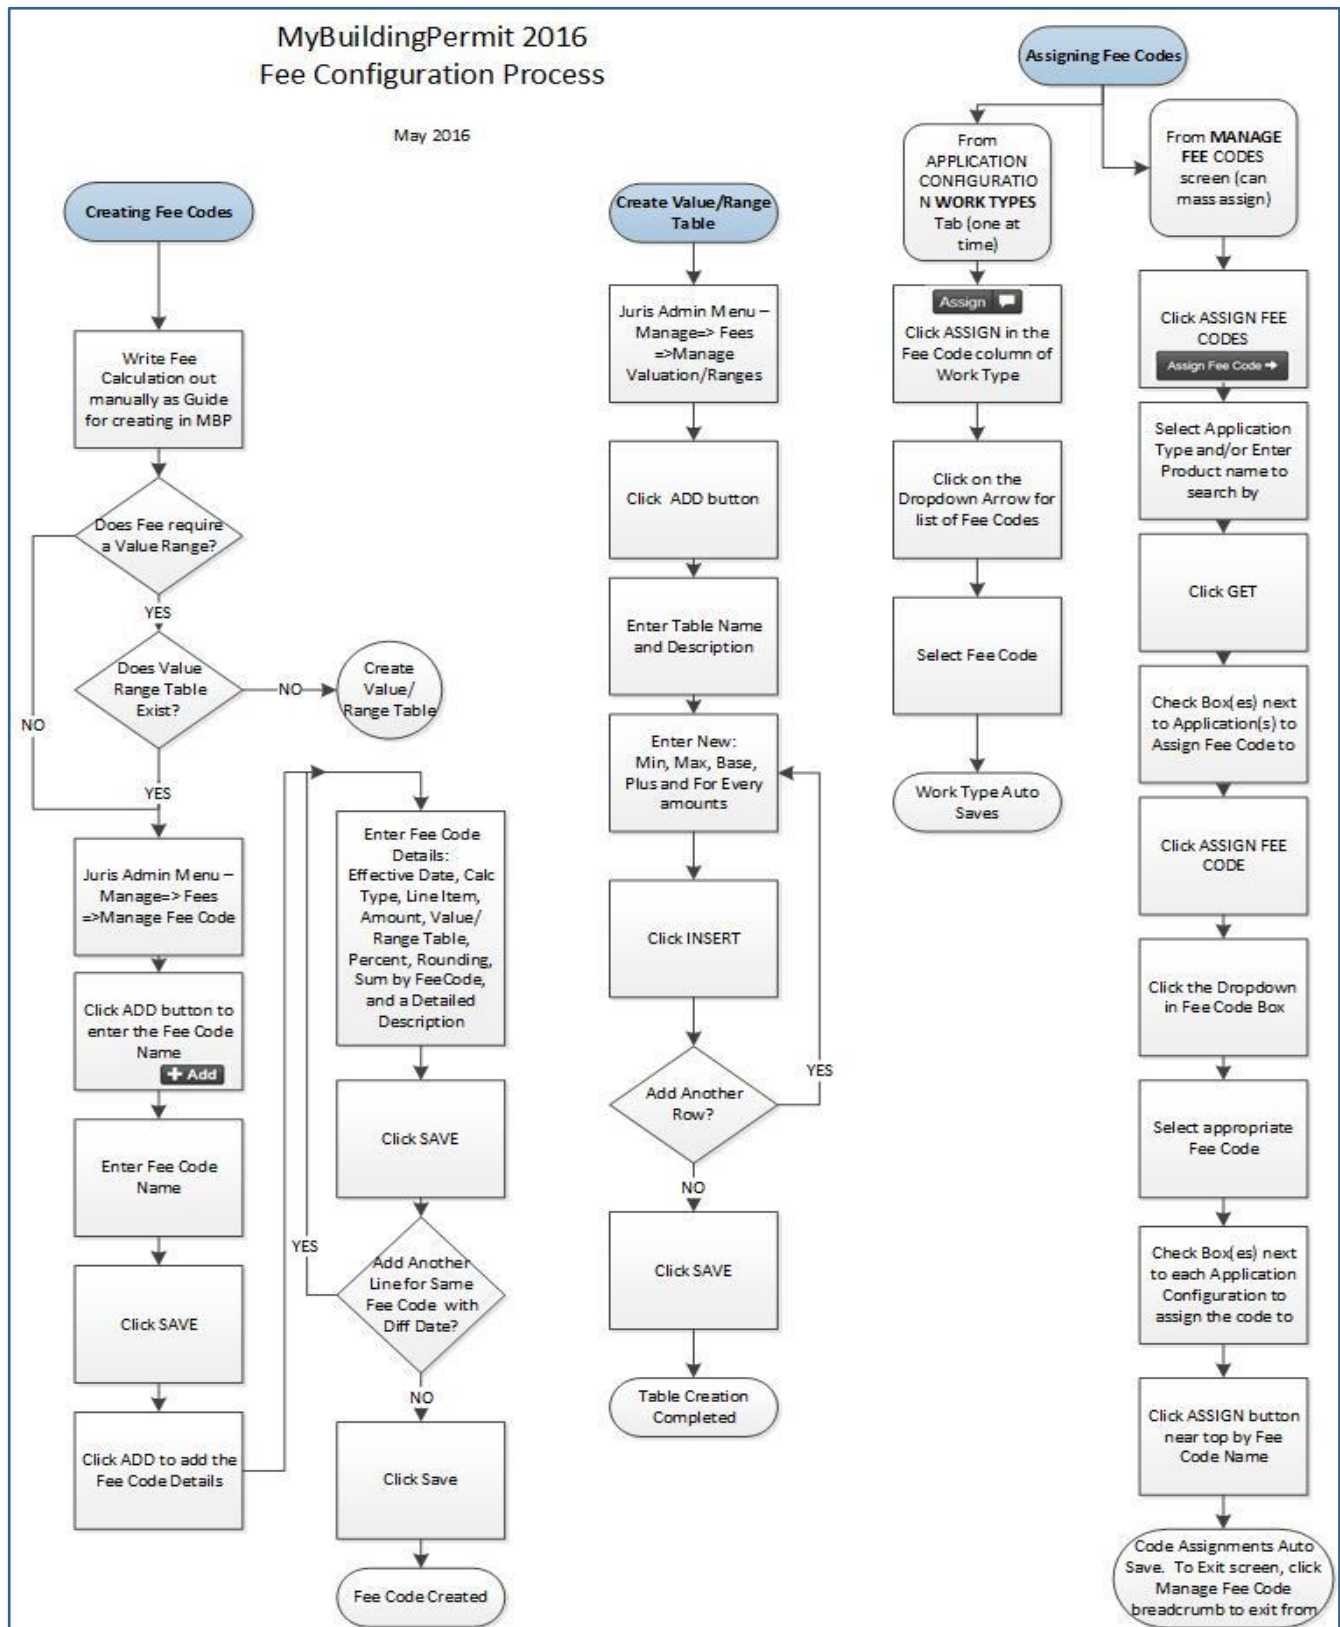 MyBuildingPermit 2016
Fee Configuration Process
May 2016
Creating Fee Codes
Write Fee
Calculation out
manually as Guide
for creating in MBP
Does Fee require
a Value Range?
YES
NO
Does Value
Range Table
Exist?
NO
Create
Value/
Range Table
YES
Juris Admin Menu –
Manage=> Fees
=>Manage Fee Code
Click ADD button to
enter the Fee Code
Name
+ Add
Enter Fee Code
Name
Click SAVE
Click ADD to add the
Fee Code Details
Enter Fee Code
Details:
Effective Date, Calc
Type, Line Item,
Amount, Value/
Range Table,
Percent, Rounding,
Sum by FeeCode,
and a Detailed
Description
Click SAVE
Add Another
Line for Same
Fee Code with
Diff Date?
YES
NO
Click Save
Fee Code Created
Create Value/Range
Table
Juris Admin Menu –
Manage=> Fees
=>Manage
Valuation/Ranges
Click ADD button
Enter Table Name
and Description
Enter New:
Min, Max, Base,
Plus and For Every
amounts
Click INSERT
Add Another
Row?
YES
NO
Click SAVE
Table Creation
Completed
Assigning Fee Codes
From
APPLICATION
CONFIGURATIO
N WORK TYPES
Tab (one at
time)
Assign
Click ASSIGN in the
Fee Code column of
Work Type
Click on the
Dropdown Arrow for
list of Fee Codes
Select Fee Code
Work Type Auto
Saves
From MANAGE
FEE CODES
screen (can
mass assign)
Click ASSIGN FEE
CODES
Assign Fee Code →
Select Application
Type and/or Enter
Product name to
search by
Click GET
Check Box(es) next
to Application(s) to
Assign Fee Code to
Click ASSIGN FEE
CODE
Click the Dropdown
in Fee Code Box
Select appropriate
Fee Code
Check Box(es) next
to each Application
Configuration to
assign the code to
Click ASSIGN button
near top by Fee
Code Name
Code Assignments Auto
Save. To Exit screen, click
Manage Fee Code
breadcrumb to exit from